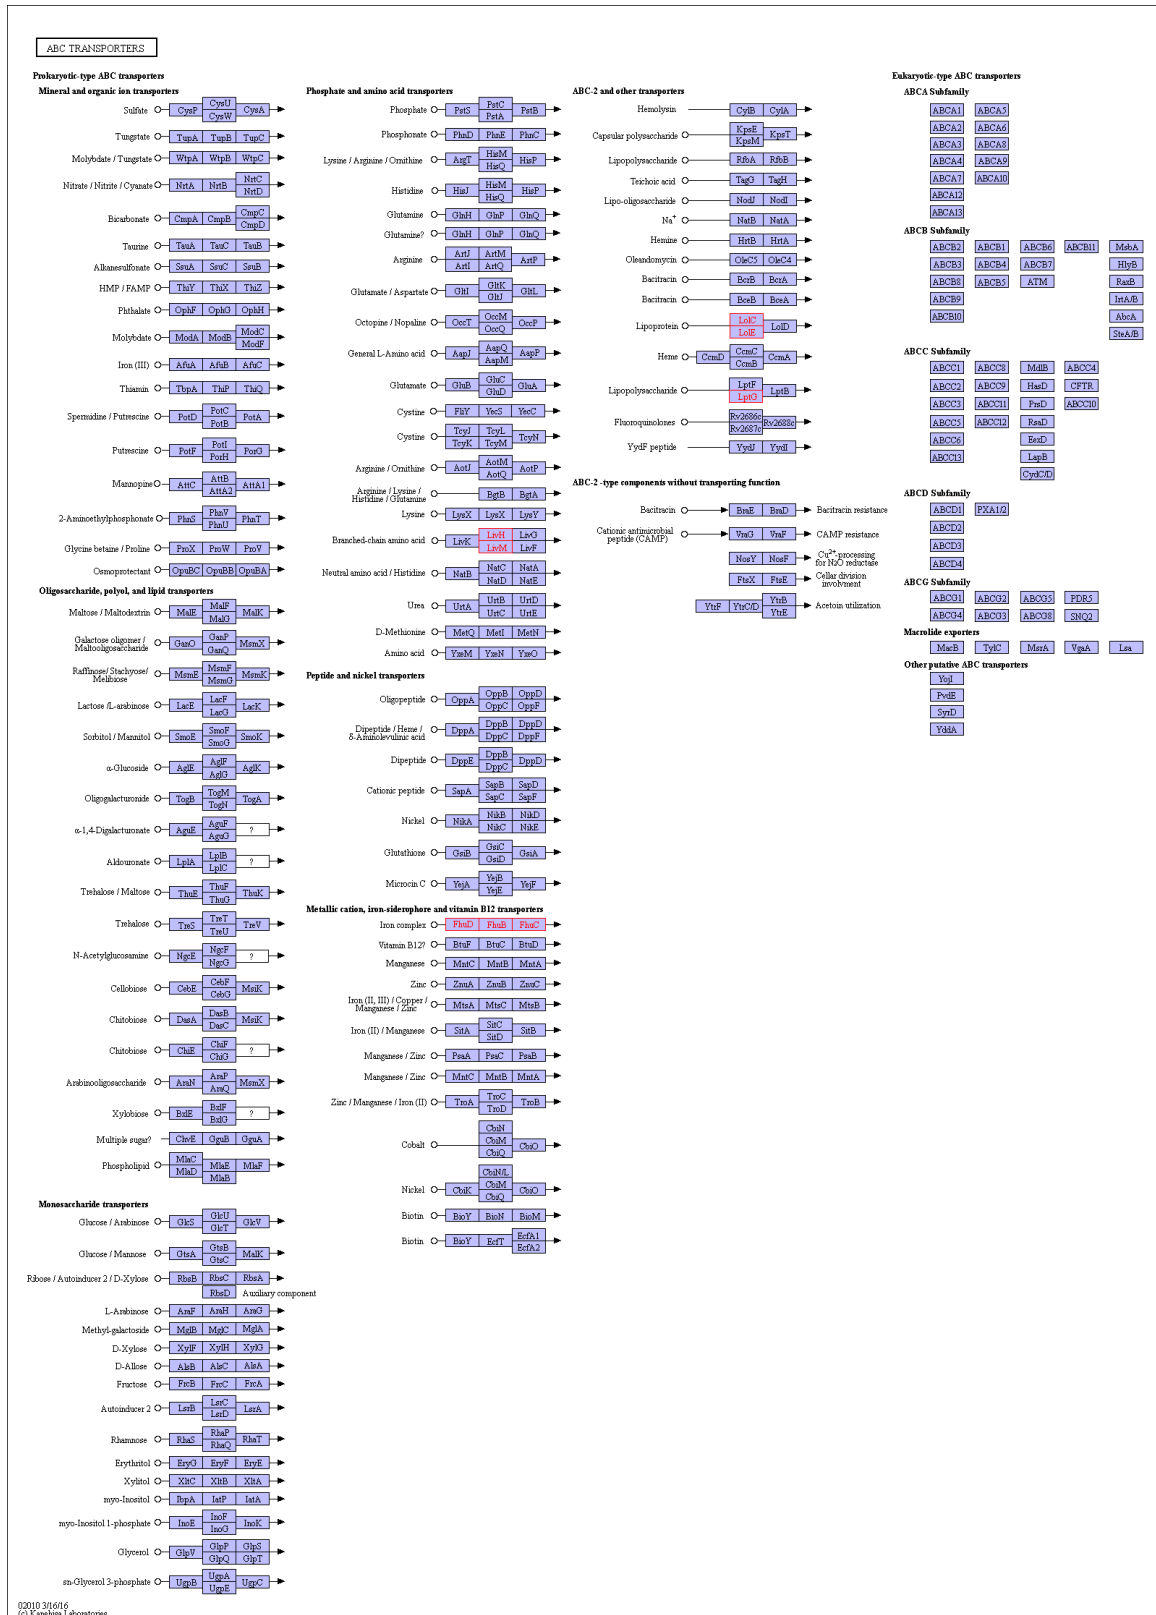 ABC TRANSPORTERS
Prokaryotic-type ABC transporters
Mineral and organic ion transporters
Sulfate CysP CysU CysW CysA
Tungstate TupA TupB TupC
Molybdate / Tungstate WtpA WtpB WtpC
Nitrate / Nitrite / Cyanate NrtA NrtB NrtC NrtD
Bicarbonate CmpA CmpB CmpC CmpD
Taurine TauA TauC TauB
Alkanesulfonate SsuA SsuC SsuB
HMP / FAMP ThiY ThiX ThiZ
Phthalate OphF OphG OphH
Molybdate ModA ModB ModC ModF
Iron (III) AfuA AfuB AfuC
Thiamin TbpA ThiP ThiQ
Spermidine / Putrescine PotD PotC PotB PotA
Putrescine PotF PotI PorH PorG
Mannopine AttC AttB AttA2 AttA1
2-Aminoethylphosphonate PhnS PhnV PhnU PhnT
Glycine betaine / Proline ProX ProW ProV
Osmoprotectant OpuBC OpuBB OpuBA
Oligosaccharide, polyol, and lipid transporters
Maltose / Maltodextrin MalE MalF MalG MalK
Galactose oligomer / Maltooligosaccharide GanO GanP GanQ MsmX
Raffinose/ Stachyose/ Melibiose MsmE MsmF MsmG MsmK
Lactose /L-arabinose LacE LacF LacG LacK
Sorbitol / Mannitol SmoE SmoF SmoG SmoK
α-Glucoside AglE AglF AglG AglK
Oligogalacturonide TogB TogM TogN TogA
α-1,4-Digalacturonate AguE AguF AguG ?
Aldouronate LplA LplB LplC ?
Trehalose / Maltose ThuE ThuF ThuG ThuK
Trehalose TreS TreT TreU TreV
N-Acetylglucosamine NgcE NgcF NgcG ?
Cellobiose CebE CebF CebG MsiK
Chitobiose DasA DasB DasC MsiK
Chitobiose ChiE ChiF ChiG ?
Arabinooligosaccharide AraN AraP AraQ MsmX
Xylobiose BxlE BxlF BxlG ?
Multiple sugar? ChvE GguB GguA
Phospholipid MlaC MlaD MlaE MlaB MlaF
Monosaccharide transporters
Glucose / Arabinose GlcS GlcU GlcT GlcV
Glucose / Mannose GtsA GtsB GtsC MalK
Ribose / Autoinducer 2 / D-Xylose RbsB RbsC RbsA
RbsD Auxiliary component
L-Arabinose AraF AraH AraG
Methyl-galactoside MglB MglC MglA
D-Xylose XylF XylH XylG
D-Allose AlsB AlsC AlsA
Fructose FrcB FrcC FrcA
Autoinducer 2 LsrB LsrC LsrD LsrA
Rhamnose RhaS RhaP RhaQ RhaT
Erythritol EryG EryF EryE
Xylitol XltC XltB XltA
myo-Inositol IbpA IatP IatA
myo-Inositol 1-phosphate InoE InoF InoG InoK
Glycerol GlpV GlpP GlpQ GlpS GlpT
sn-Glycerol 3-phosphate UgpB UgpA UgpE UgpC
Phosphate and amino acid transporters
Phosphate PstS PstC PstA PstB
Phosphonate PhnD PhnE PhnC
Lysine / Arginine / Ornithine ArgT HisM HisQ HisP
Histidine HisJ HisM HisQ HisP
Glutamine GlnH GlnP GlnQ
Glutamine? GlnH GlnP GlnQ
Arginine ArtJ ArtI ArtM ArtQ ArtP
Glutamate / Aspartate GltI GltK GltJ GltL
Octopine / Nopaline OccT OccM OccQ OccP
General L-Amino acid AapJ AapQ AapM AapP
Glutamate GluB GluC GluD GluA
Cystine FliY YecS YecC
Cystine TcyJ TcyK TcyL TcyM TcyN
Arginine / Ornithine AotJ AotM AotQ AotP
Arginine / Lysine / Histidine / Glutamine BgtB BgtA
Lysine LysX LysX LysY
Branched-chain amino acid LivK LivH LivM LivG LivF
Neutral amino acid / Histidine NatB NatC NatD NatA NatE
Urea UrtA UrtB UrtC UrtD UrtE
D-Methionine MetQ MetI MetN
Amino acid YxeM YxeN YxeO
Peptide and nickel transporters
Oligopeptide OppA OppB OppC OppD OppF
Dipeptide / Heme / δ-Aminolevulinic acid DppA DppB DppC DppD DppF
Dipeptide DppE DppB DppC DppD
Cationic peptide SapA SapB SapC SapD SapF
Nickel NikA NikB NikC NikD NikE
Glutathione GsiB GsiC GsiD GsiA
Microcin C YejA YejB YejE YejF
Metallic cation, iron-siderophore and vitamin B12 transporters
Iron complex FhuD FhuB FhuC
Vitamin B12? BtuF BtuC BtuD
Manganese MntC MntB MntA
Zinc ZnuA ZnuB ZnuC
Iron (II, III) / Copper / Manganese / Zinc MtsA MtsC MtsB
Iron (II) / Manganese SitA SitC SitD SitB
Manganese / Zinc PsaA PsaC PsaB
Manganese / Zinc MntC MntB MntA
Zinc / Manganese / Iron (II) TroA TroC TroD TroB
Cobalt CbiN CbiM CbiQ CbiO
Nickel CbiK CbiN/L CbiM CbiQ CbiO
Biotin BioY BioN BioM
Biotin BioY EcfT EcfA1 EcfA2
ABC-2 and other transporters
Hemolysin CylB CylA
Capsular polysaccharide KpsE KpsM KpsT
Lipopolysaccharide RfbA RfbB
Teichoic acid TagG TagH
Lipo-oligosaccharide NodJ NodI
Na+ NatB NatA
Hemine HrtB HrtA
Oleandomycin OleC5 OleC4
Bacitracin BcrB BcrA
Bacitracin BceB BceA
Lipoprotein LolC LolE LolD
Heme CcmD CcmC CcmB CcmA
Lipopolysaccharide LptF LptG LptB
Fluoroquinolones Rv2686c Rv2687c Rv2688c
YydF peptide YydJ YydI
ABC-2 -type components without transporting function
Bacitracin BraE BraD Bacitracin resistance
Cationic antimicrobial peptide (CAMP) VraG VraF CAMP resistance
NosY NosF Cu2+-processing for N2O reductase
FtsX FtsE Cellar division involvment
YtrF YtrC/D YtrB YtrE Acetoin utilization
Eukaryotic-type ABC transporters
ABCA Subfamily
ABCA1 ABCA5
ABCA2 ABCA6
ABCA3 ABCA8
ABCA4 ABCA9
ABCA7 ABCA10
ABCA12
ABCA13
ABCB Subfamily
ABCB2 ABCB1 ABCB6 ABCB11 MsbA
ABCB3 ABCB4 ABCB7 HlyB
ABCB8 ABCB5 ATM RaxB
ABCB9 IrtA/B
ABCB10 AbcA
SteA/B
ABCC Subfamily
ABCC1 ABCC8 MdlB ABCC4
ABCC2 ABCC9 HasD CFTR
ABCC3 ABCC11 PrsD ABCC10
ABCC5 ABCC12 RsaD
ABCC6 EexD
ABCC13 LapB
CydC/D
ABCD Subfamily
ABCD1 PXA1/2
ABCD2
ABCD3
ABCD4
ABCG Subfamily
ABCG1 ABCG2 ABCG5 PDR5
ABCG4 ABCG3 ABCG8 SNQ2
Macrolide exporters
MacB TylC MsrA VgaA Lsa
Other putative ABC transporters
YojI
PvdE
SyrD
YddA
02010 3/16/16
(c) Kanehisa Laboratories